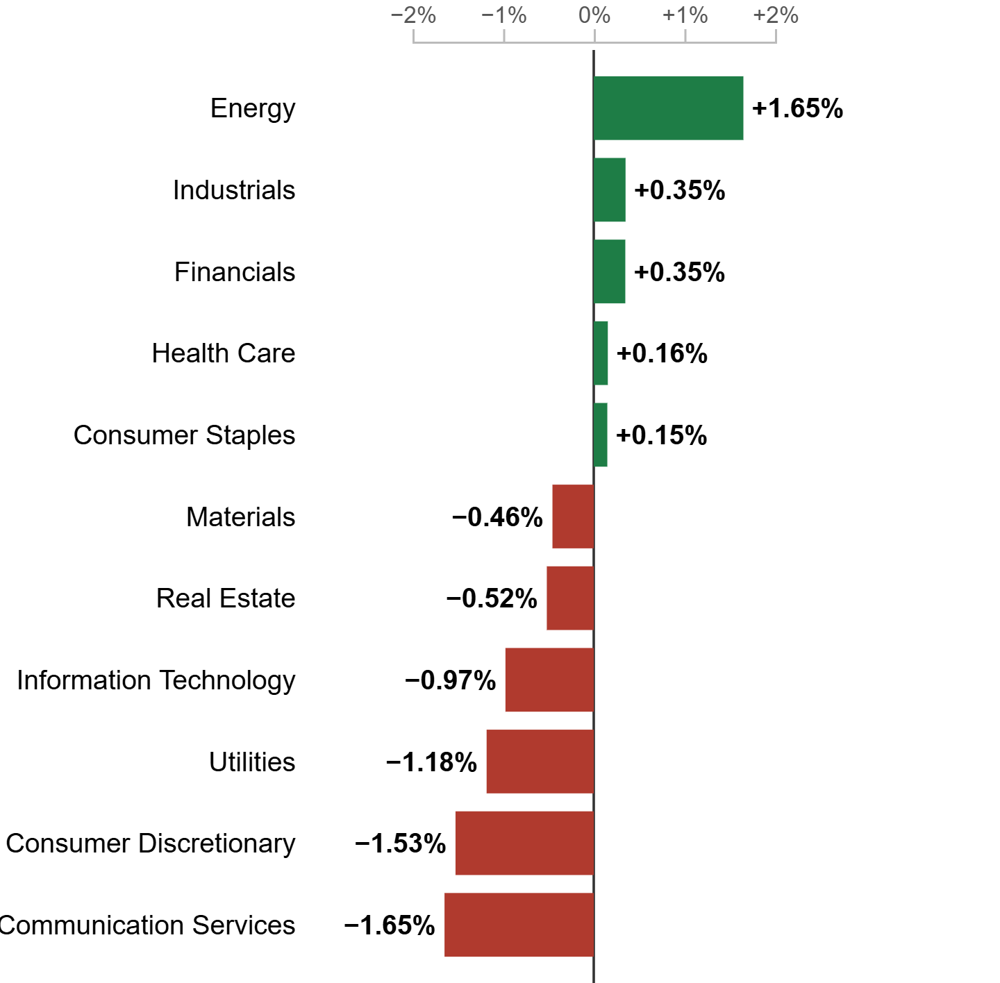 −2% −1% 0% +1% +2%
Energy +1.65%
Industrials +0.35%
Financials +0.35%
Health Care +0.16%
Consumer Staples +0.15%
Materials −0.46%
Real Estate −0.52%
Information Technology −0.97%
Utilities −1.18%
Consumer Discretionary −1.53%
Communication Services −1.65%